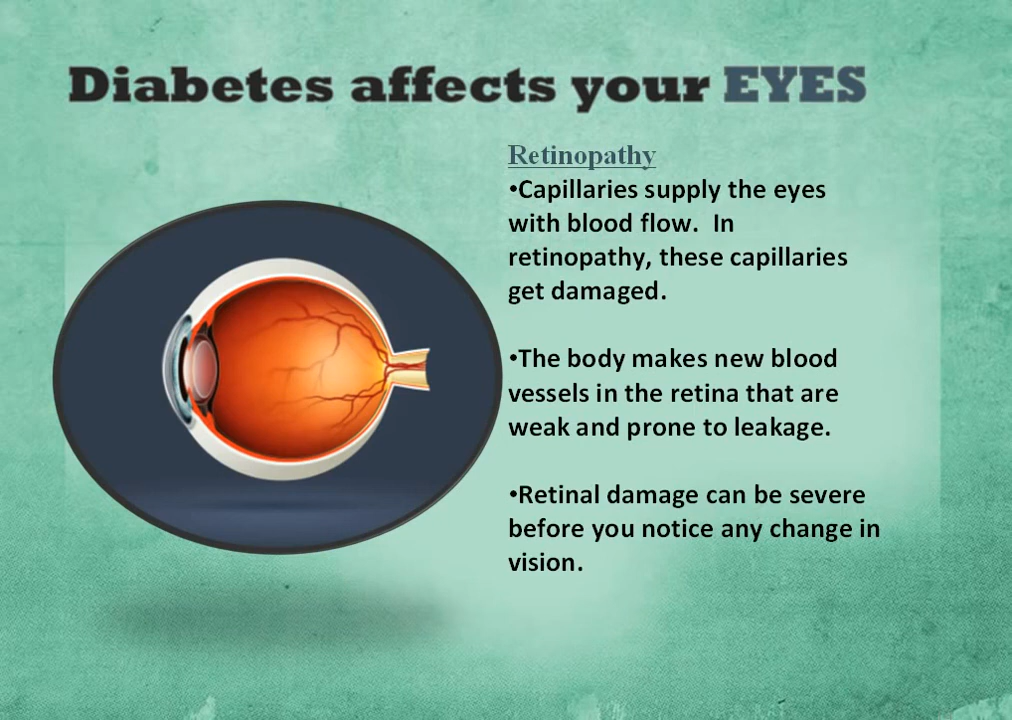 Diabetes affects your EYES
Retinopathy
•Capillaries supply the eyes
with blood flow.  In
retinopathy, these capillaries
get damaged.
•The body makes new blood
vessels in the retina that are
weak and prone to leakage.
•Retinal damage can be severe
before you notice any change in
vision.